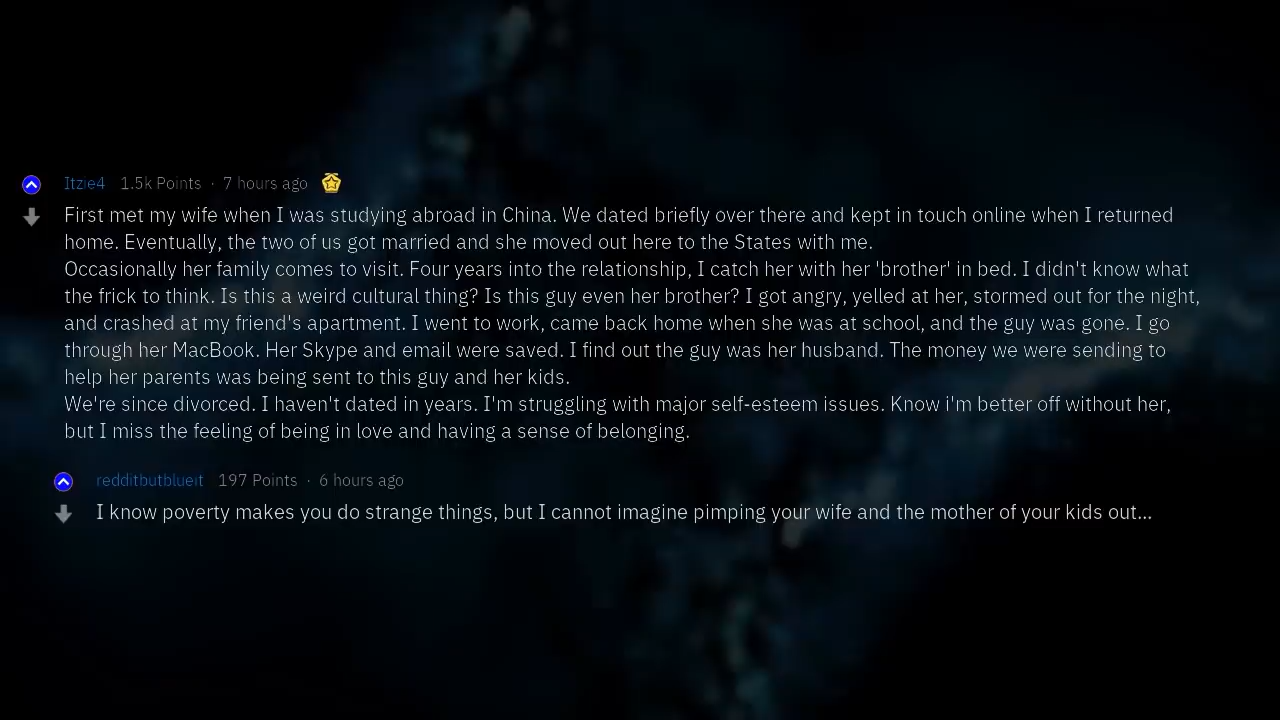 Itzie4 1.5k Points · 7 hours ago
First met my wife when I was studying abroad in China. We dated briefly over there and kept in touch online when I returned
home. Eventually, the two of us got married and she moved out here to the States with me.
Occasionally her family comes to visit. Four years into the relationship, I catch her with her 'brother' in bed. I didn't know what
the frick to think. Is this a weird cultural thing? Is this guy even her brother? I got angry, yelled at her, stormed out for the night,
and crashed at my friend's apartment. I went to work, came back home when she was at school, and the guy was gone. I go
through her MacBook. Her Skype and email were saved. I find out the guy was her husband. The money we were sending to
help her parents was being sent to this guy and her kids.
We're since divorced. I haven't dated in years. I'm struggling with major self-esteem issues. Know i'm better off without her,
but I miss the feeling of being in love and having a sense of belonging.
redditbutblueit 197 Points · 6 hours ago
I know poverty makes you do strange things, but I cannot imagine pimping your wife and the mother of your kids out...